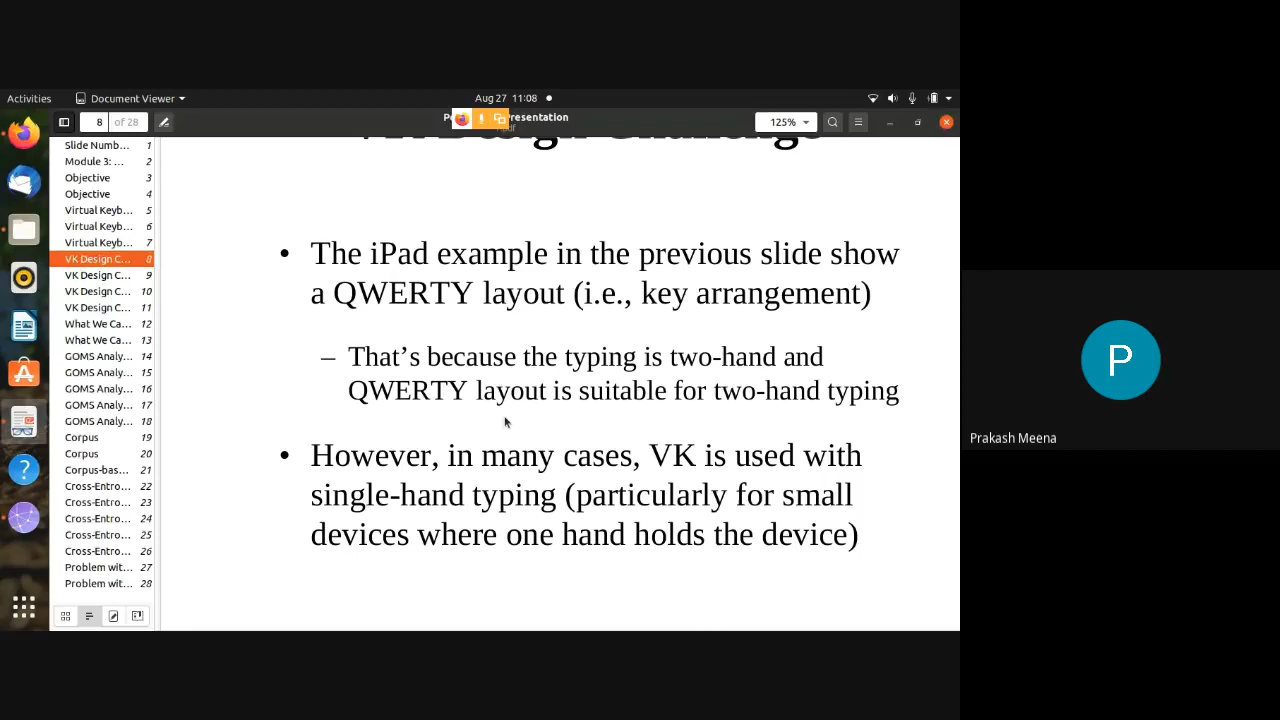 Activities
Document Viewer
Aug 27 11:08
8 of 28
Presentation
125%
Slide Numb... 1
Module 3: ... 2
Objective 3
Objective 4
Virtual Keyb... 5
Virtual Keyb... 6
Virtual Keyb... 7
VK Design C... 8
VK Design C... 9
VK Design C... 10
VK Design C... 11
What We Ca... 12
What We Ca... 13
GOMS Analy... 14
GOMS Analy... 15
GOMS Analy... 16
GOMS Analy... 17
GOMS Analy... 18
Corpus 19
Corpus 20
Corpus-bas... 21
Cross-Entro... 22
Cross-Entro... 23
Cross-Entro... 24
Cross-Entro... 25
Cross-Entro... 26
Problem wit... 27
Problem wit... 28
VK Design Challenge
• The iPad example in the previous slide show
a QWERTY layout (i.e., key arrangement)
– That’s because the typing is two-hand and
QWERTY layout is suitable for two-hand typing
• However, in many cases, VK is used with
single-hand typing (particularly for small
devices where one hand holds the device)
P
Prakash Meena